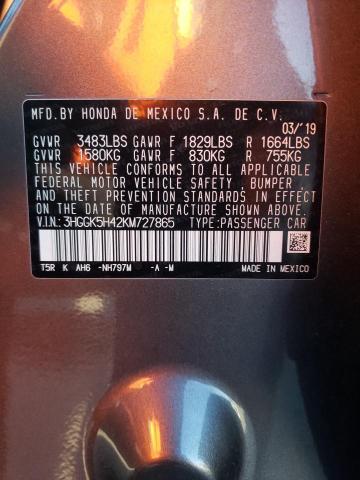 MFD.BY HONDA DE MEXICO S.A. DE C.V.
03/'19
GVWR 3483LBS GAWR F 1829LBS R 1664LBS
GVWR 1580KG GAWR F 830KG R 755KG
THIS VEHICLE CONFORMS TO ALL APPLICABLE
FEDERAL MOTOR VEHICLE SAFETY , BUMPER ,
AND THEFT PREVENTION STANDARDS IN EFFECT
ON THE DATE OF MANUFACTURE SHOWN ABOVE.
V.I.N:3HGGK5H42KM727865 TYPE:PASSENGER CAR
T5R K AH6 -NH797M -A -M
MADE IN MEXICO